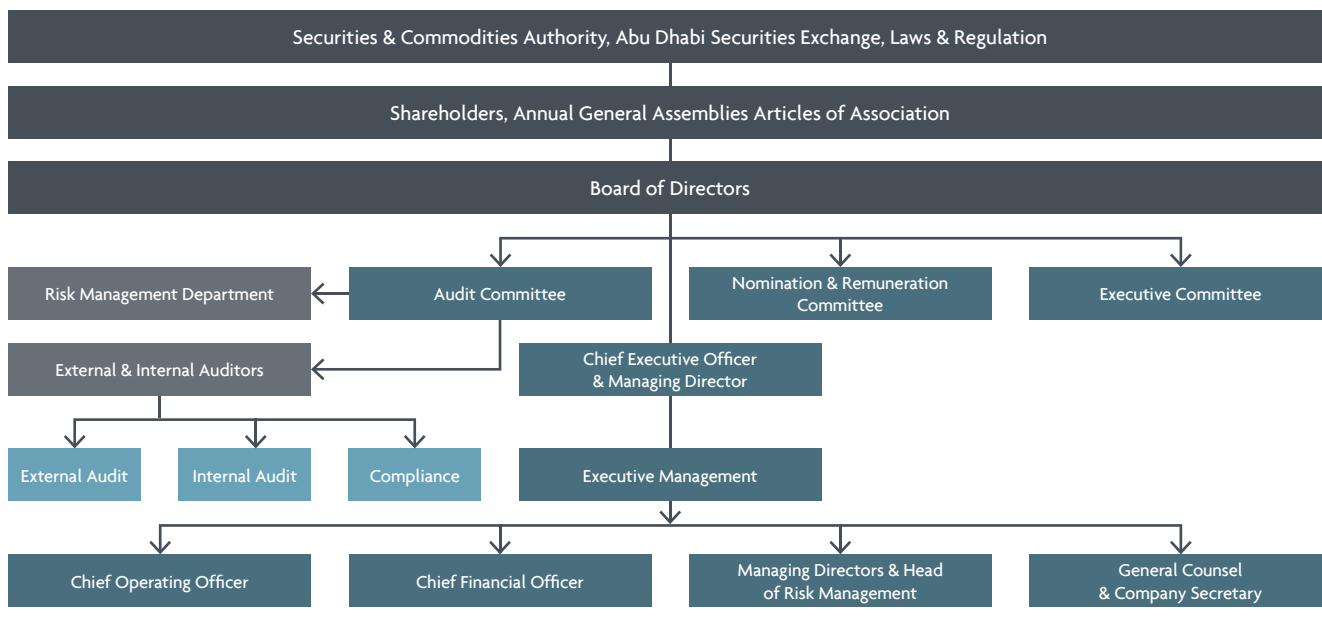 Securities & Commodities Authority, Abu Dhabi Securities Exchange, Laws & Regulation
Shareholders, Annual General Assemblies Articles of Association
Board of Directors
Risk Management Department
Audit Committee
Nomination & Remuneration
Committee
Executive Committee
External & Internal Auditors
Chief Executive Officer
& Managing Director
External Audit
Internal Audit
Compliance
Executive Management
Chief Operating Officer
Chief Financial Officer
Managing Directors & Head
of Risk Management
General Counsel
& Company Secretary